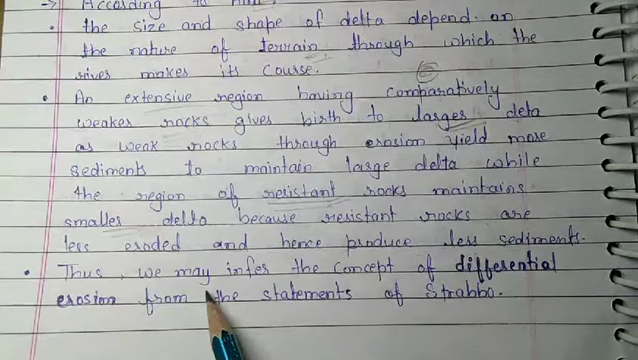 → According to him.
• the size and shape of delta depend on
the nature of terrain through which the
river makes its course.
• An extensive region having comparatively
weaker rocks gives birth to larger delta
as weak rocks through erosion yield more
sediments to maintain large delta while
the region of resistant rocks maintains
smaller delta because resistant rocks are
less eroded and hence produce less sediments.
• Thus, we may infer the concept of differential
erosion from the statements of Strabbo.